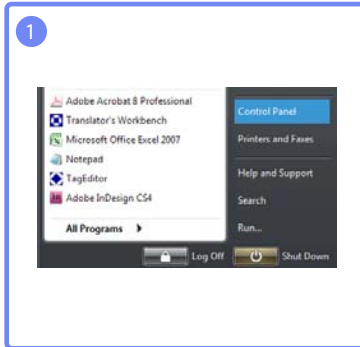 1
Adobe Acrobat 8 Professional
Translator's Workbench
Microsoft Office Excel 2007
Notepad
TagEditor
Adobe InDesign CS4
All Programs
Control Panel
Printers and Faxes
Help and Support
Search
Run...
Log Off
Shut Down